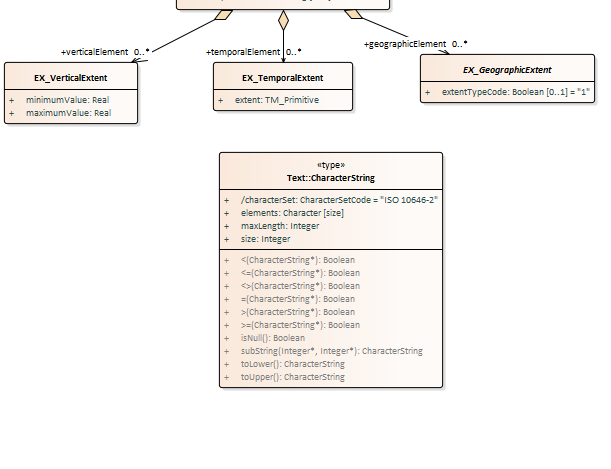 +verticalElement 0..*
+temporalElement 0..*
+geographicElement 0..*
EX_VerticalExtent
+ minimumValue: Real
+ maximumValue: Real
EX_TemporalExtent
+ extent: TM_Primitive
EX_GeographicExtent
+ extentTypeCode: Boolean [0..1] = "1"
«type»
Text::CharacterString
+ /characterSet: CharacterSetCode = "ISO 10646-2"
+ elements: Character [size]
+ maxLength: Integer
+ size: Integer
+ <(CharacterString*): Boolean
+ <=(CharacterString*): Boolean
+ <>(CharacterString*): Boolean
+ =(CharacterString*): Boolean
+ >(CharacterString*): Boolean
+ >=(CharacterString*): Boolean
+ isNull(): Boolean
+ subString(Integer*, Integer*): CharacterString
+ toLower(): CharacterString
+ toUpper(): CharacterString